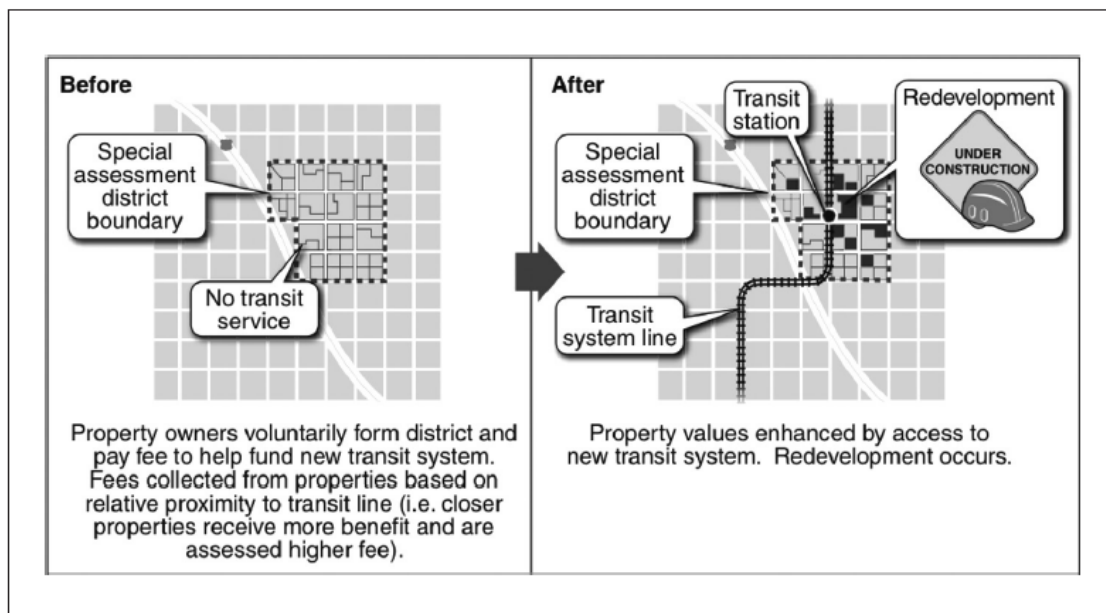 Before
Special
assessment
district
boundary
No transit
service
Property owners voluntarily form district and
pay fee to help fund new transit system.
Fees collected from properties based on
relative proximity to transit line (i.e. closer
properties receive more benefit and are
assessed higher fee).
After
Transit
station
Redevelopment
UNDER
CONSTRUCTION
Special
assessment
district
boundary
Transit
system line
Property values enhanced by access to
new transit system. Redevelopment occurs.